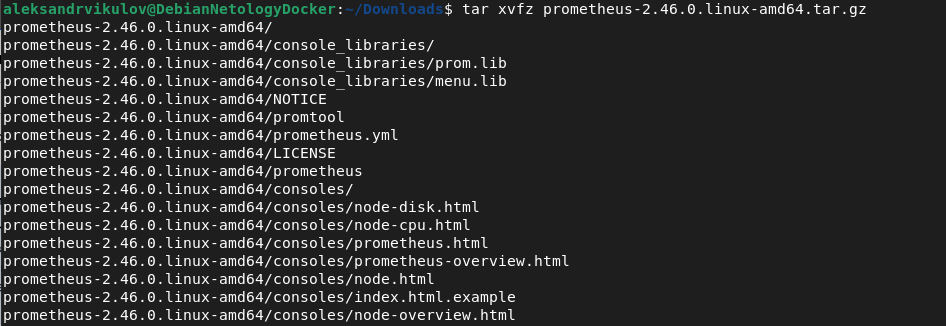 aleksandrvikulov@DebianNetologyDocker:~/Downloads$ tar xvfz prometheus-2.46.0.linux-amd64.tar.gz
prometheus-2.46.0.linux-amd64/
prometheus-2.46.0.linux-amd64/console_libraries/
prometheus-2.46.0.linux-amd64/console_libraries/prom.lib
prometheus-2.46.0.linux-amd64/console_libraries/menu.lib
prometheus-2.46.0.linux-amd64/NOTICE
prometheus-2.46.0.linux-amd64/promtool
prometheus-2.46.0.linux-amd64/prometheus.yml
prometheus-2.46.0.linux-amd64/LICENSE
prometheus-2.46.0.linux-amd64/prometheus
prometheus-2.46.0.linux-amd64/consoles/
prometheus-2.46.0.linux-amd64/consoles/node-disk.html
prometheus-2.46.0.linux-amd64/consoles/node-cpu.html
prometheus-2.46.0.linux-amd64/consoles/prometheus.html
prometheus-2.46.0.linux-amd64/consoles/prometheus-overview.html
prometheus-2.46.0.linux-amd64/consoles/node.html
prometheus-2.46.0.linux-amd64/consoles/index.html.example
prometheus-2.46.0.linux-amd64/consoles/node-overview.html